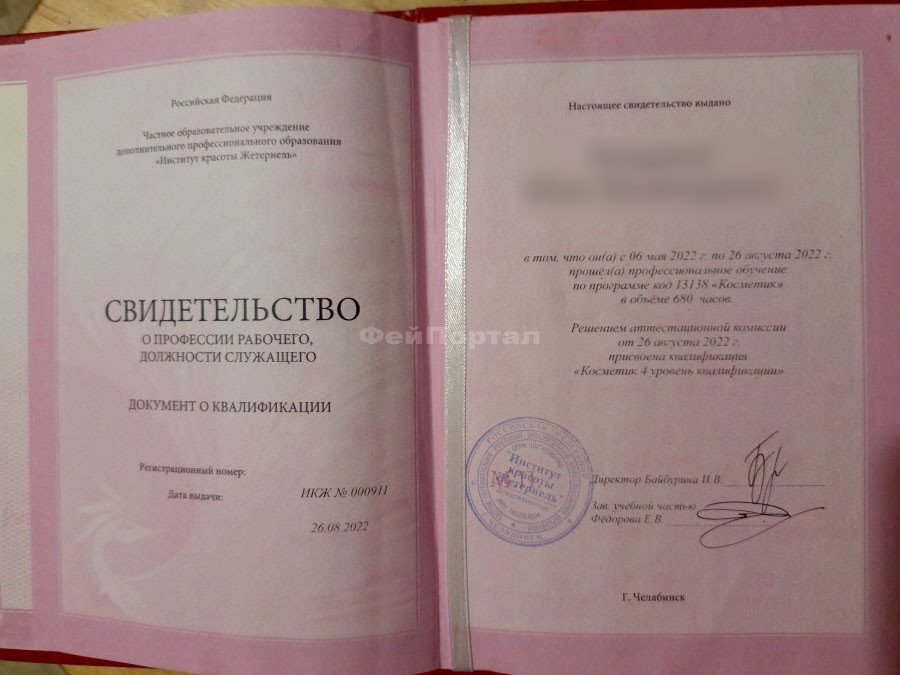 Российская Федерация
Частное образовательное учреждение
дополнительного профессионального образования
«Институт красоты Жетернель»
СВИДЕТЕЛЬСТВО
О ПРОФЕССИИ РАБОЧЕГО,
ДОЛЖНОСТИ СЛУЖАЩЕГО
ДОКУМЕНТ О КВАЛИФИКАЦИИ
Регистрационный номер:
ИКЖ № 000911
Дата выдачи:
26.08.2022
ФейПортал
Настоящее свидетельство выдано
в том, что он(а) с 06 мая 2022 г. по 26 августа 2022 г.
прошёл(а) профессиональное обучение
по программе код 13138 «Косметик»
в объёме 680 часов.
Решением аттестационной комиссии
от 26 августа 2022 г.
присвоена квалификация
«Косметик 4 уровень квалификации»
"Институт
красоты
Жетернель"
Директор Байбурина И.В.
Зав. учебной частью
Федорова Е.В.
Г. Челябинск